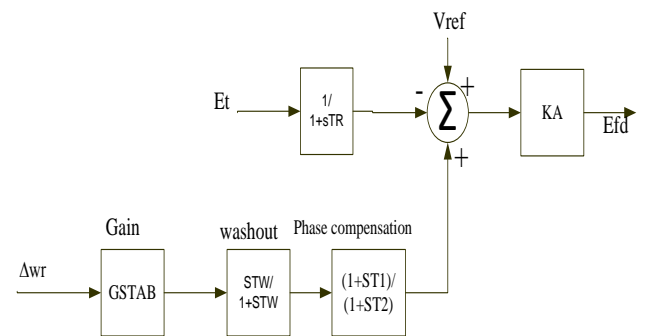 Vref
Et
1/
1+sTR
-
+
Σ
+
KA
Efd
Gain
washout
Phase compensation
Δwr
GSTAB
STW/
1+STW
(1+ST1)/
(1+ST2)